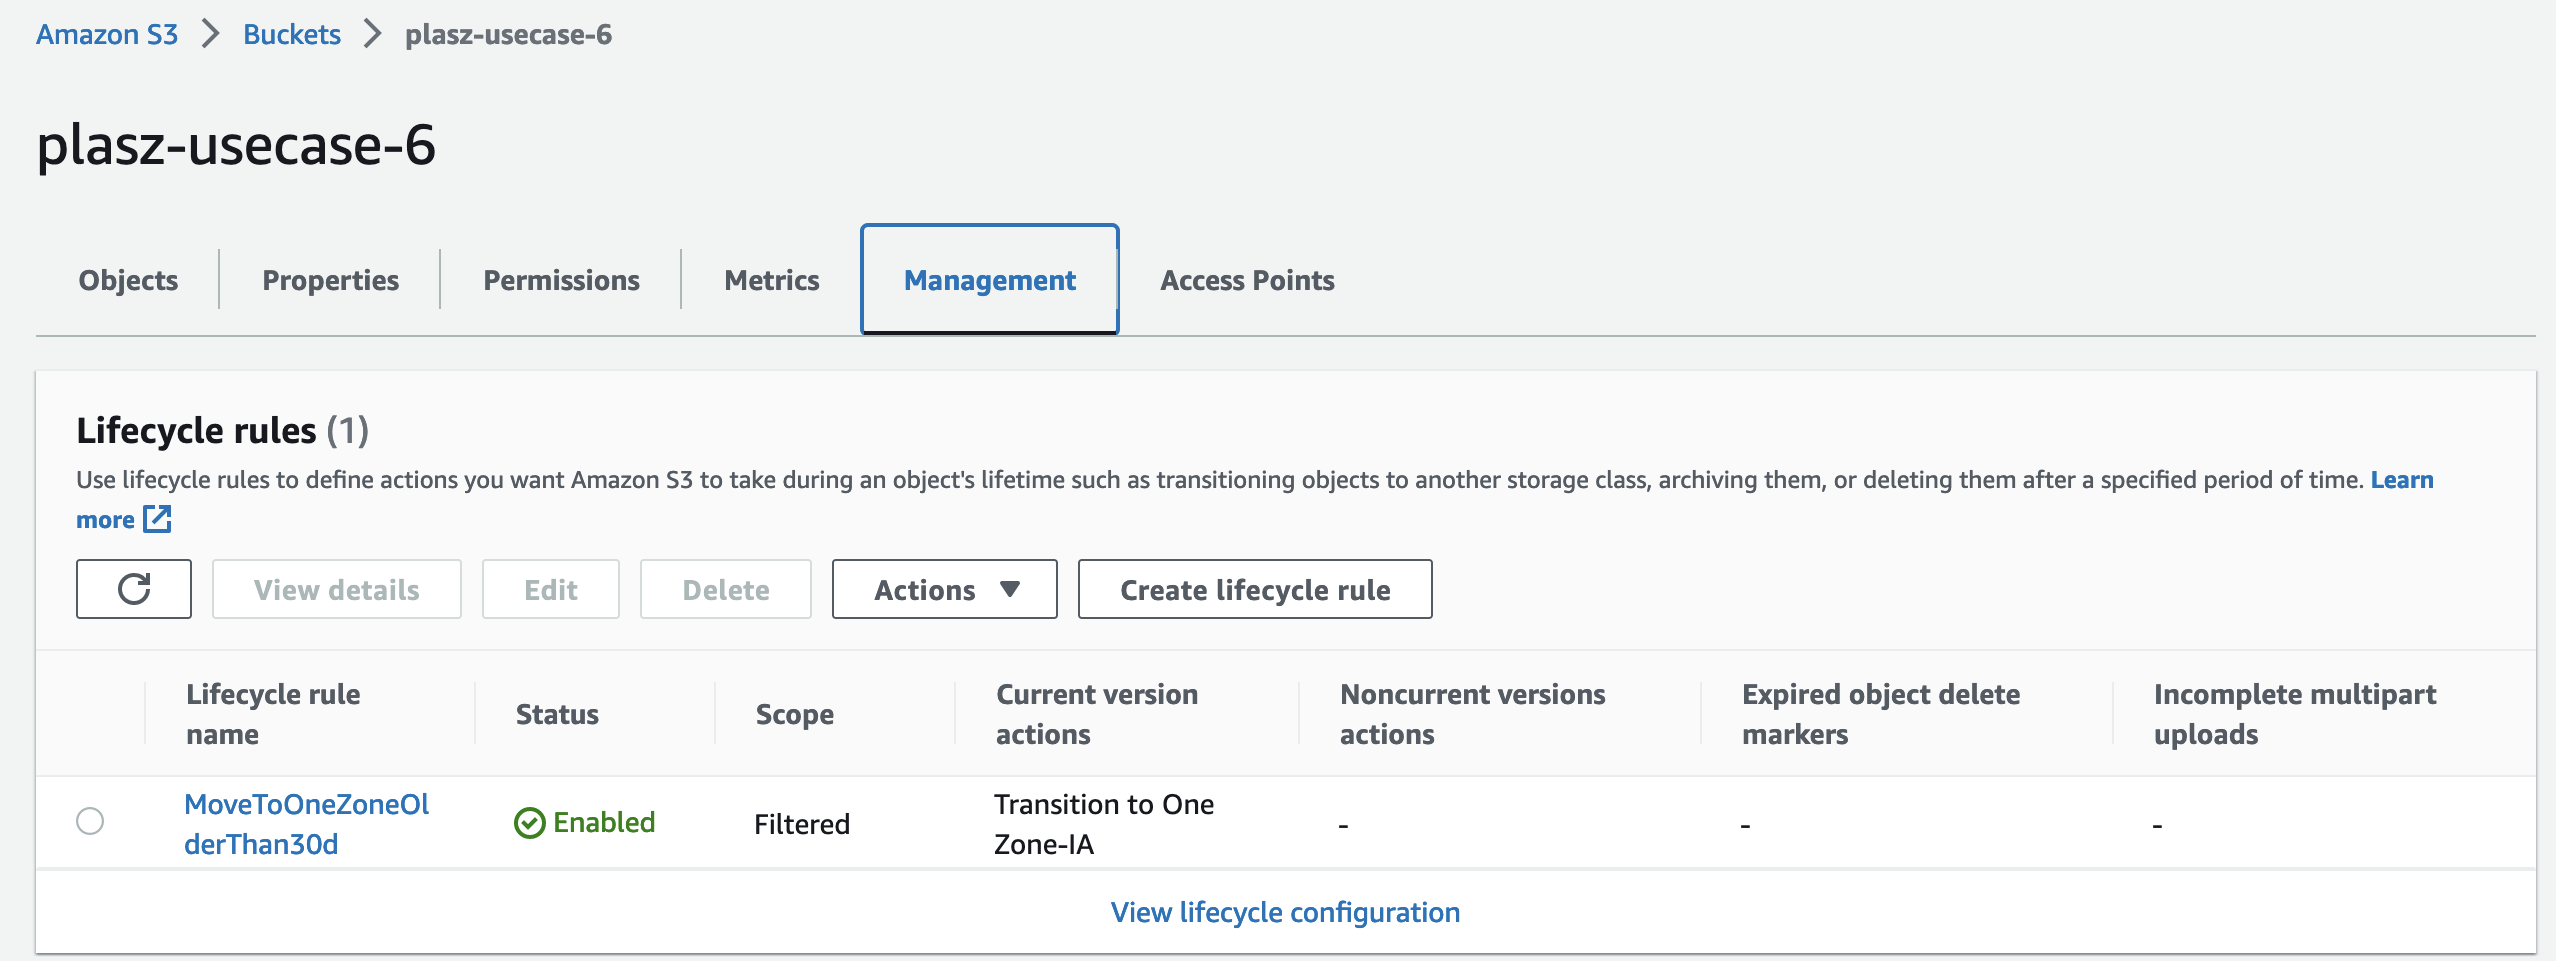 Amazon S3 > Buckets > plasz-usecase-6
plasz-usecase-6
Objects Properties Permissions Metrics Management Access Points
Lifecycle rules (1)
Use lifecycle rules to define actions you want Amazon S3 to take during an object's lifetime such as transitioning objects to another storage class, archiving them, or deleting them after a specified period of time. Learn
more
View details Edit Delete Actions Create lifecycle rule
Lifecycle rule
name
Status
Scope
Current version
actions
Noncurrent versions
actions
Expired object delete
markers
Incomplete multipart
uploads
MoveToOneZoneOl
derThan30d
Enabled
Filtered
Transition to One
Zone-IA
-
-
-
View lifecycle configuration